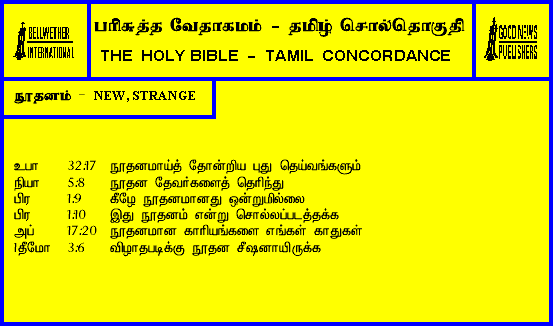 BELLWETHER
INTERNATIONAL
பரிசுத்த வேதாகமம் - தமிழ் சொல்தொகுதி
THE HOLY BIBLE - TAMIL CONCORDANCE
GOOD NEWS
PUBLISHERS
நூதனம் - NEW, STRANGE
உபா 32:17 நூதனமாய்த் தோன்றிய புது தெய்வங்களும்
நியா 5:8 நூதன தேவர்களைத் தெரிந்து
பிர 1:9 கீழே நூதனமானது ஒன்றுமில்லை
பிர 1:10 இது நூதனம் என்று சொல்லப்படத்தக்க
அப் 17:20 நூதனமான காரியங்களை எங்கள் காதுகள்
1தீமோ 3:6 விழாதபடிக்கு நூதன சீஷனாயிருக்க